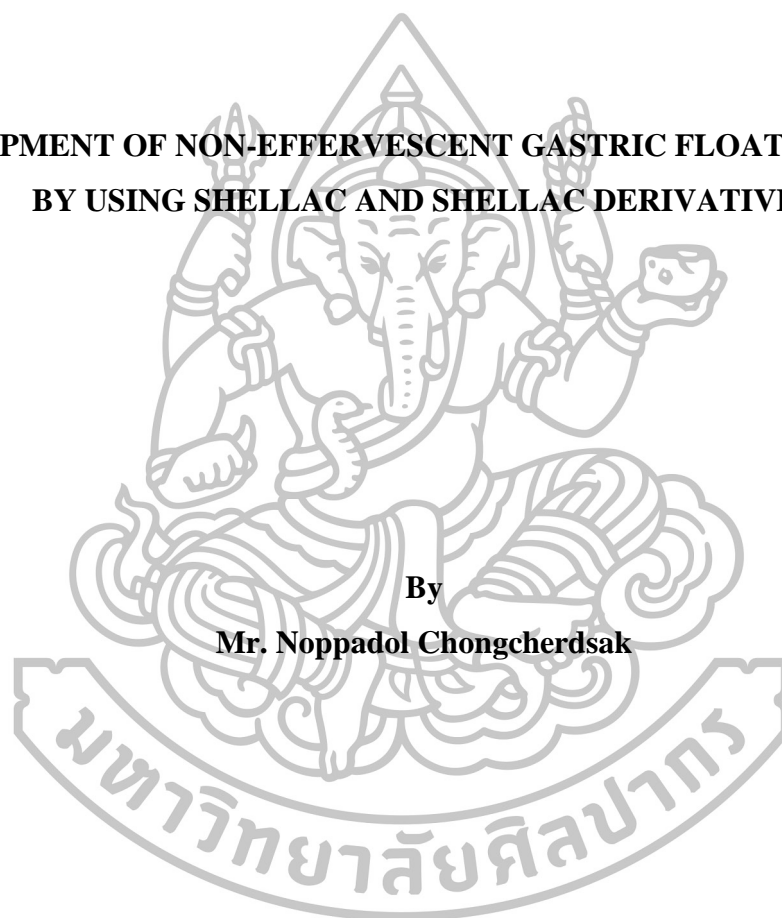 PMENT OF NON-EFFERVESCENT GASTRIC FLOAT
BY USING SHELLAC AND SHELLAC DERIVATIV
By
Mr. Noppadol Chongcherdsak
มหาวิทยาลัยศิลปากร